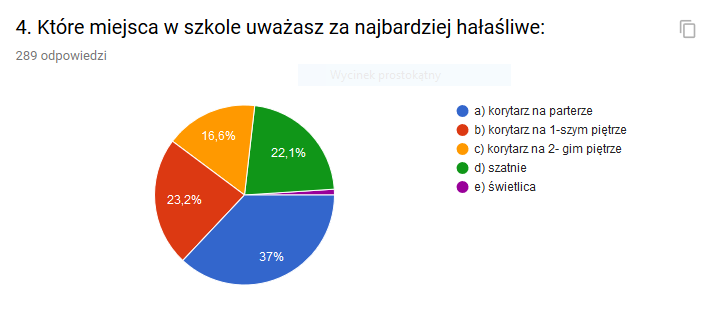 4. Które miejsca w szkole uważasz za najbardziej hałaśliwe:
289 odpowiedzi
Wycinek prostokątny
16,6%
22,1%
23,2%
37%
a) korytarz na parterze
b) korytarz na 1-szym piętrze
c) korytarz na 2- gim piętrze
d) szatnie
e) świetlica